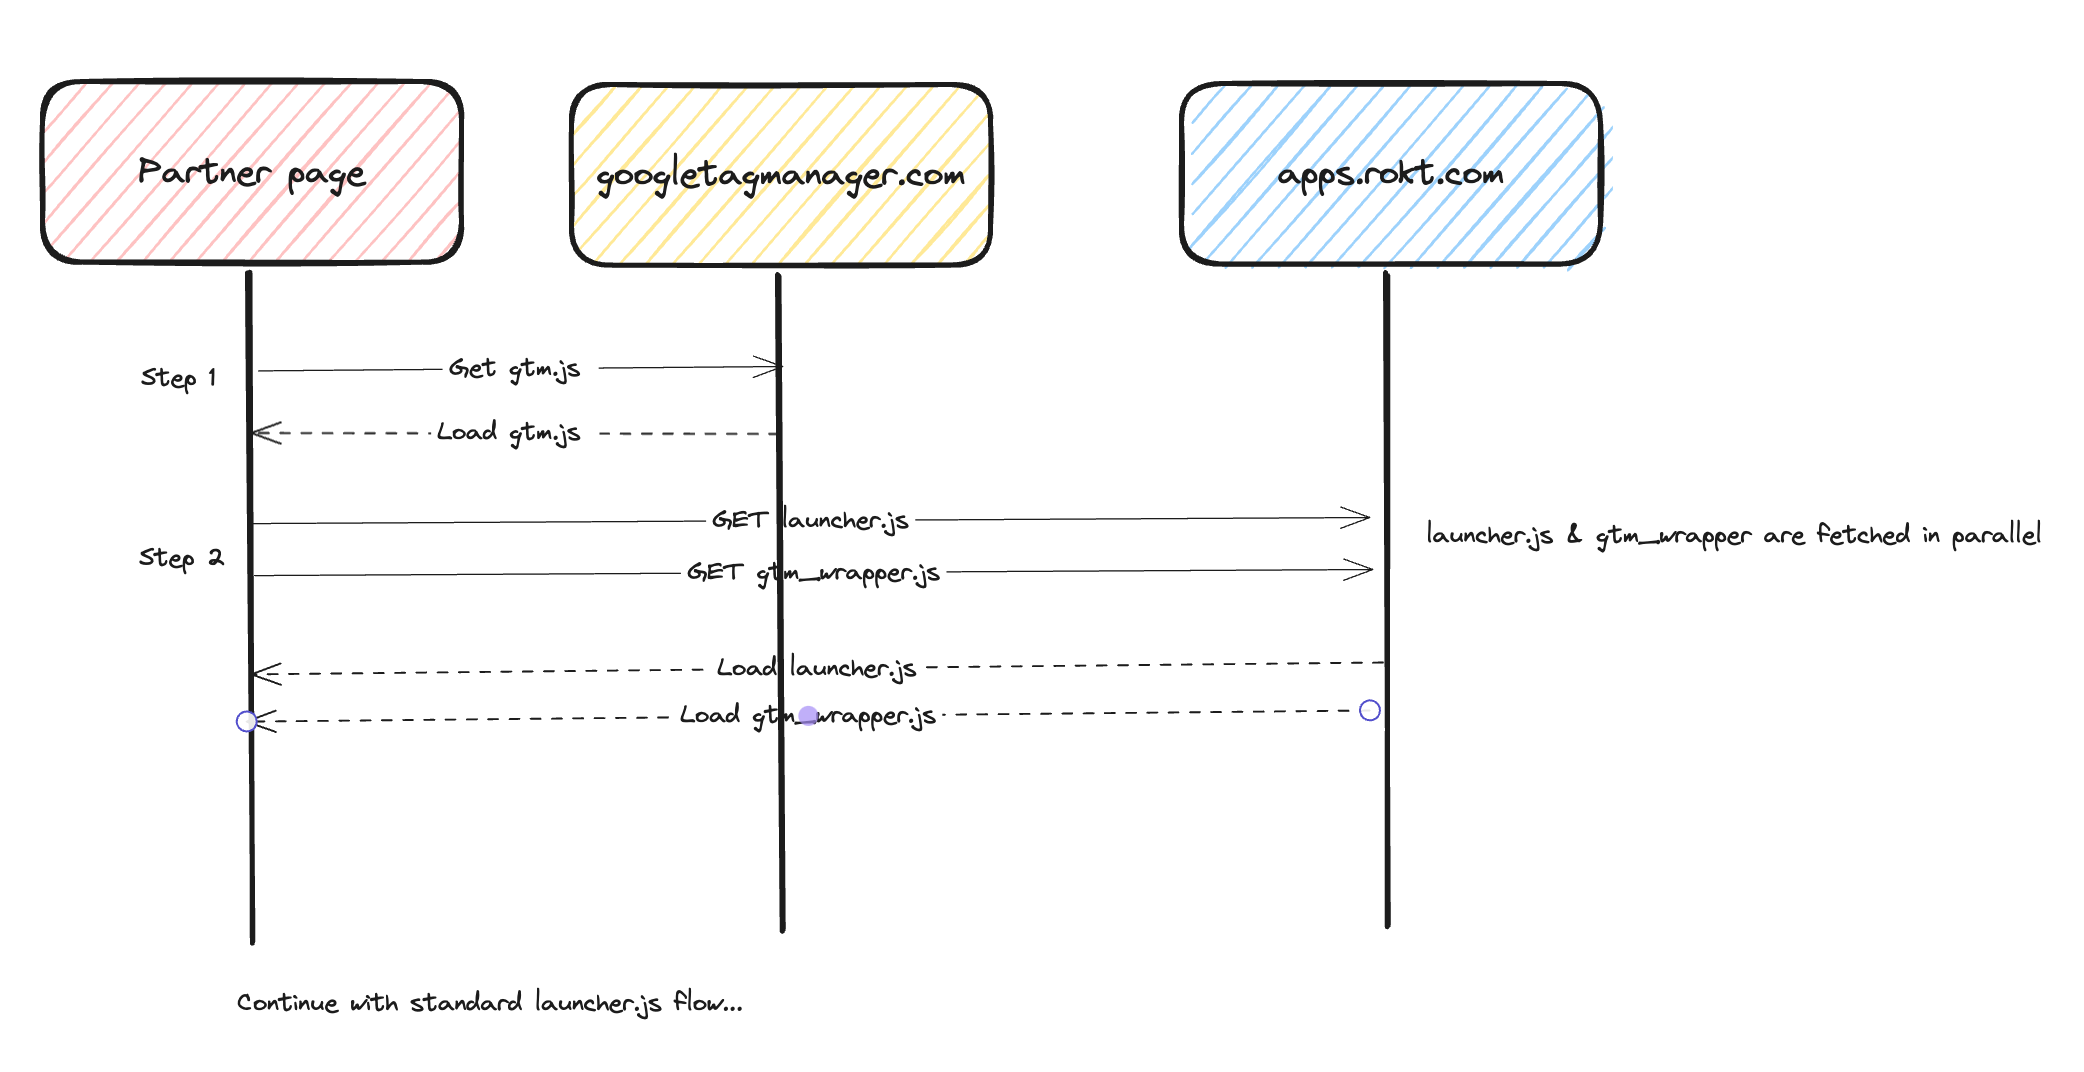 Partner page
googletagmanager.com
apps.rokt.com
Step 1
Get gtm.js
Load gtm.js
Step 2
GET launcher.js
GET gtm_wrapper.js
launcher.js & gtm_wrapper are fetched in parallel
Load launcher.js
Load gtm_wrapper.js
Continue with standard launcher.js flow...